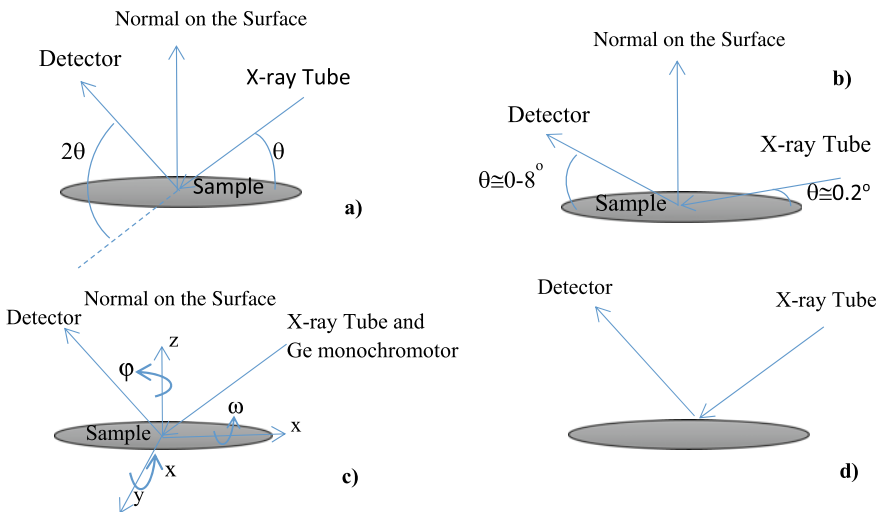 Normal on the Surface
Detector
X-ray Tube
2θ
θ
Sample
a)
Normal on the Surface
b)
Detector
X-ray Tube
θ≅0-8°
Sample
θ≅0.2°
Normal on the Surface
Detector
X-ray Tube and
Ge monochromotor
z
φ
ω
Sample
x
x
y
c)
Detector
X-ray Tube
d)